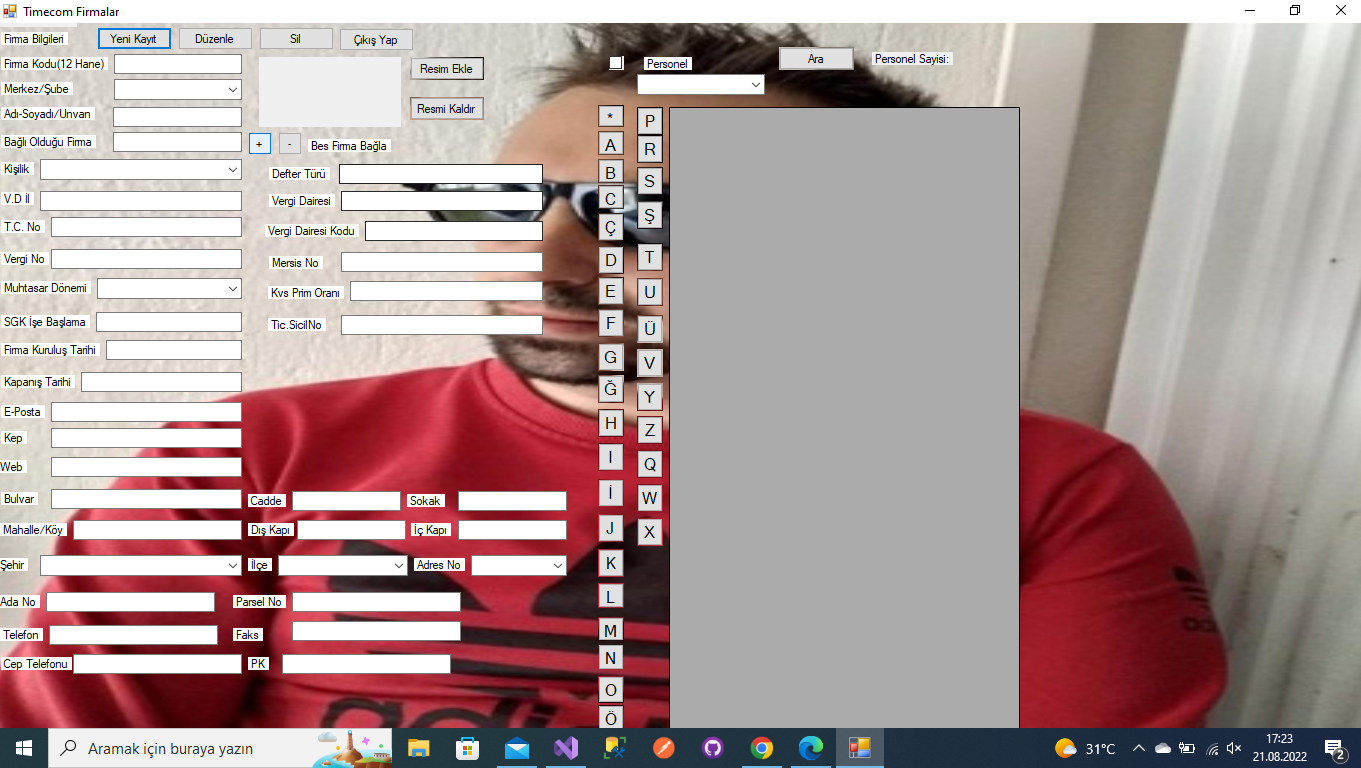 Timecom Firmalar
Firma Bilgileri
Yeni Kayıt
Düzenle
Sil
Çıkış Yap
Firma Kodu(12 Hane)
Resim Ekle
Personel
Ara
Personel Sayisi:
Merkez/Şube
Adı-Soyadı/Unvan
Resmi Kaldır
Bağlı Olduğu Firma
+
-
Bes Firma Bağla
Kişilik
Defter Türü
V.D İl
Vergi Dairesi
T.C. No
Vergi Dairesi Kodu
Vergi No
Mersis No
Muhtasar Dönemi
Kvs Prim Oranı
SGK İşe Başlama
Tic.SicilNo
Firma Kuruluş Tarihi
Kapanış Tarihi
E-Posta
Kep
Web
Bulvar
Cadde
Sokak
Mahalle/Köy
Dış Kapı
İç Kapı
Şehir
İlçe
Adres No
Ada No
Parsel No
Telefon
Faks
Cep Telefonu
PK
*
A
B
C
Ç
D
E
F
G
Ğ
H
I
İ
J
K
L
M
N
O
Ö
P
R
S
Ş
T
U
Ü
V
Y
Z
Q
W
X
Aramak için buraya yazın
31°C
17:23
21.08.2022
2